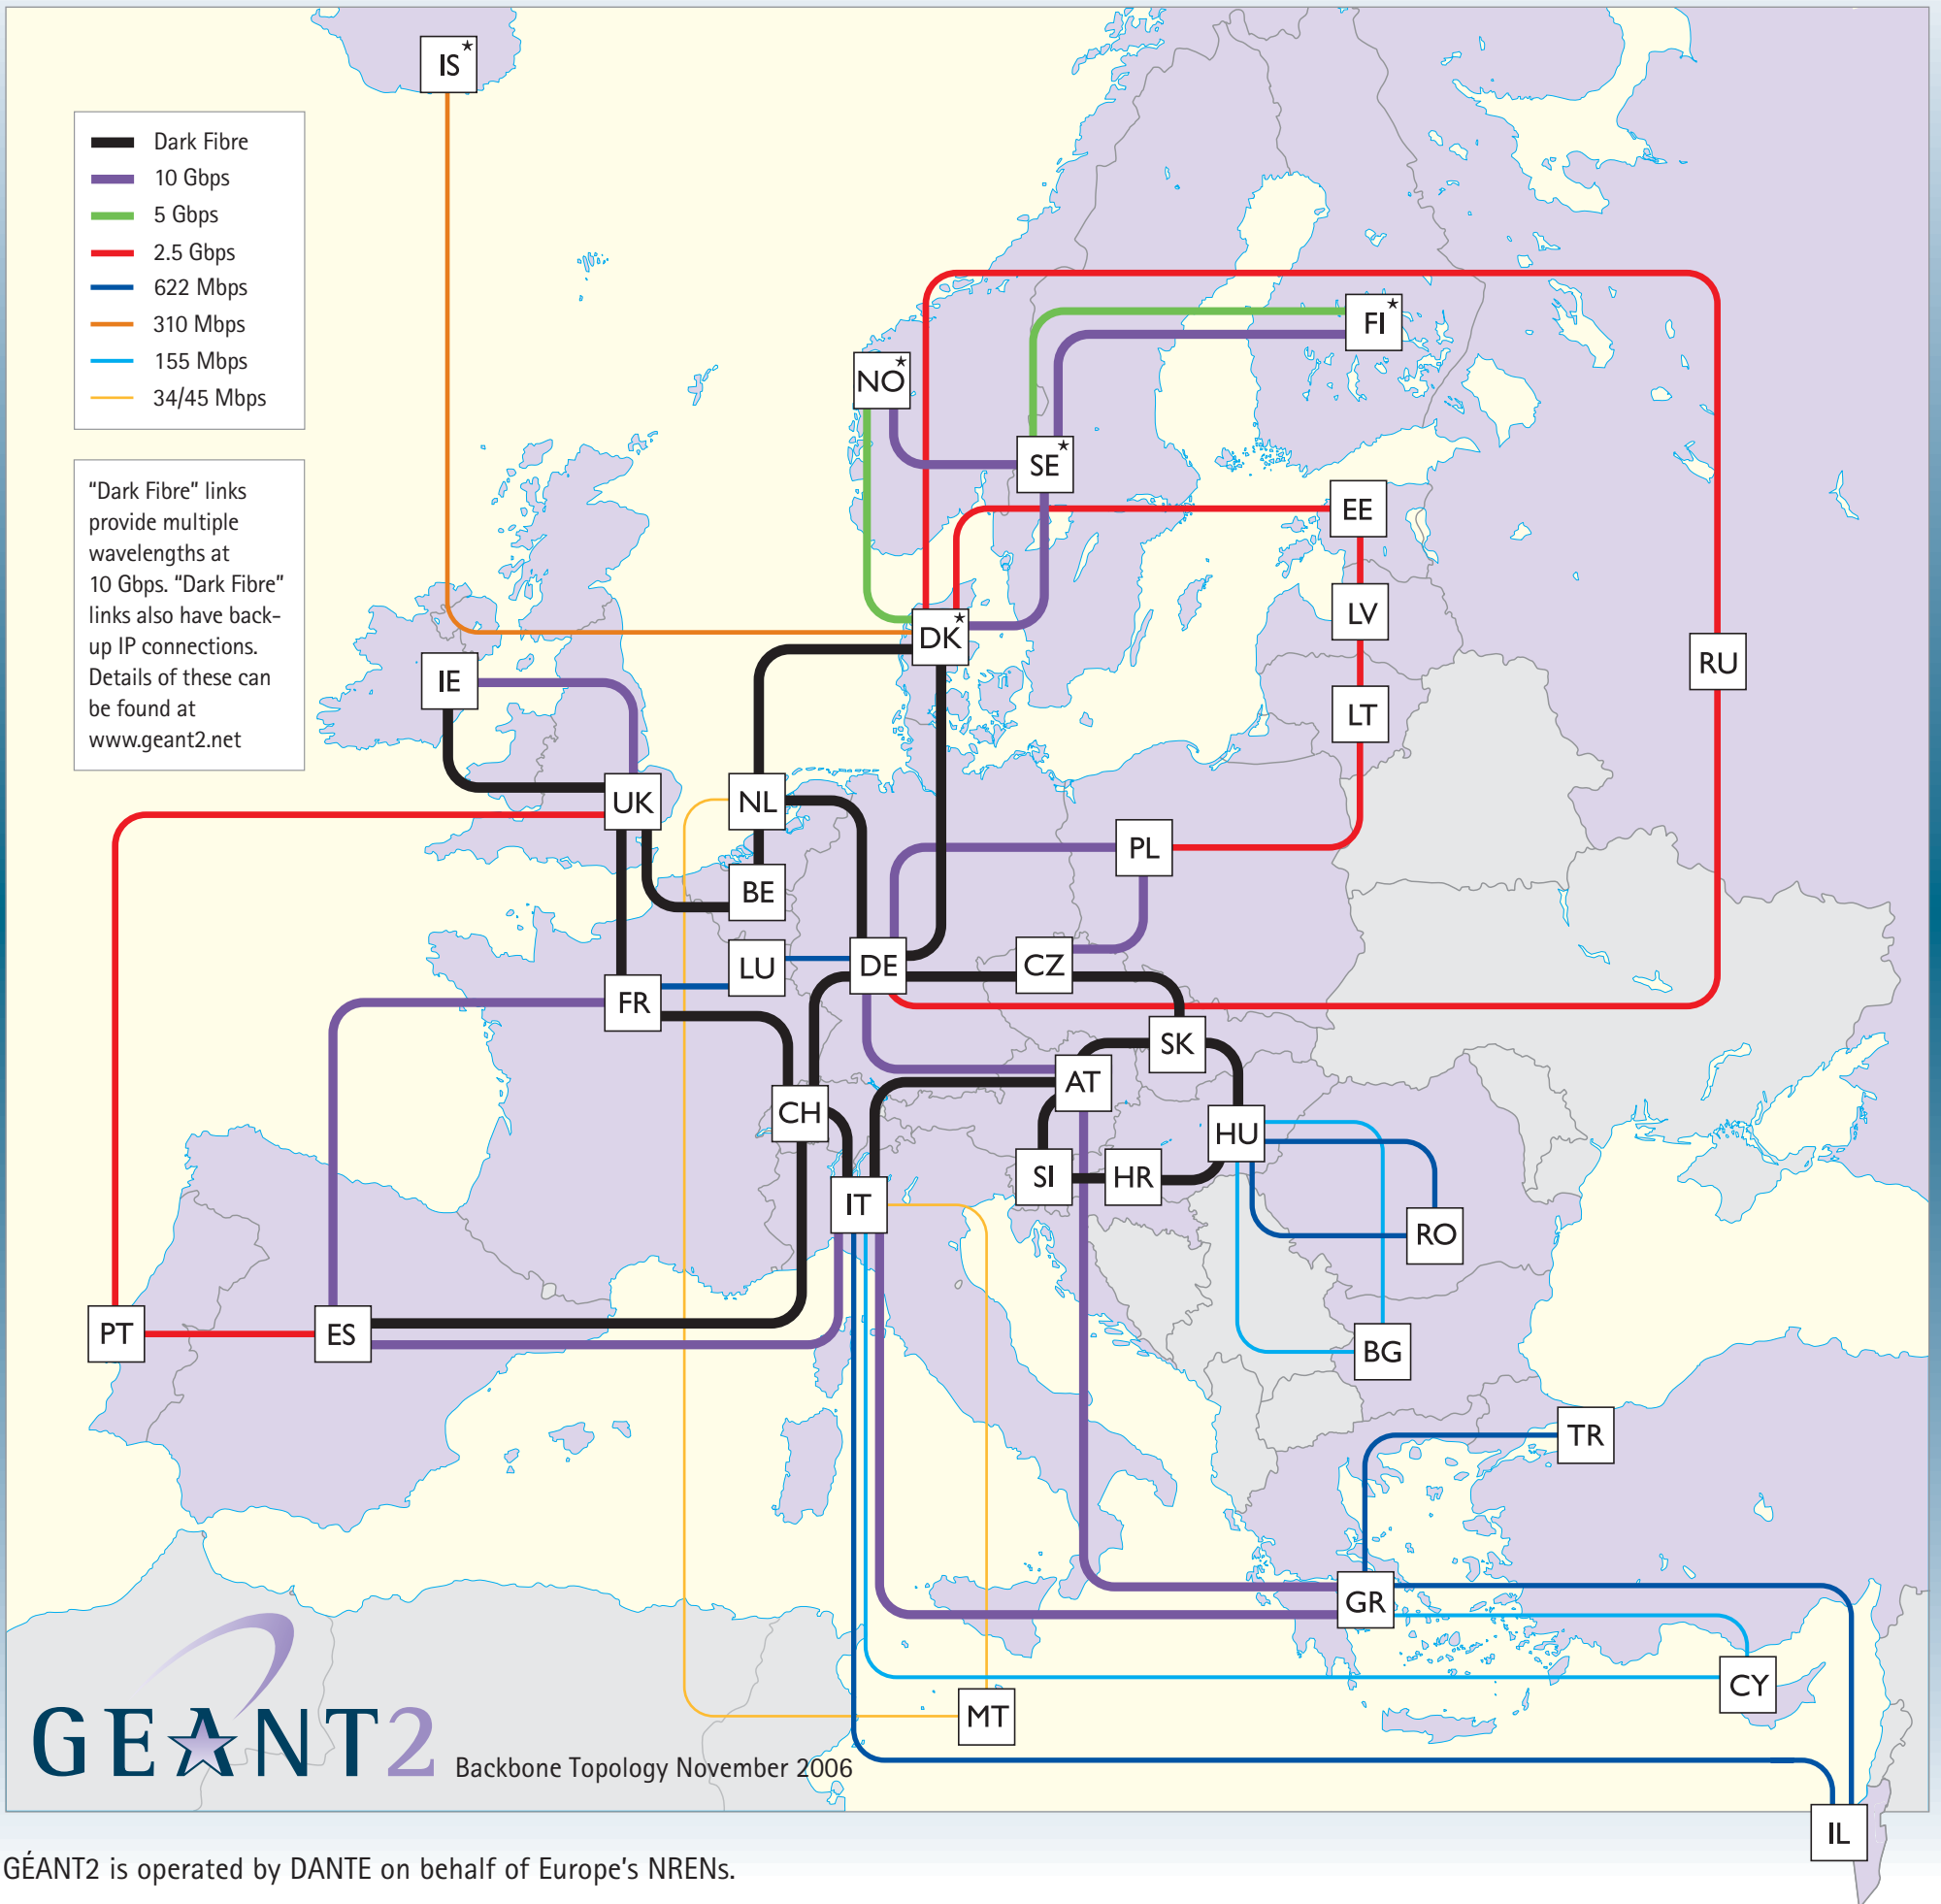 IS*
Dark Fibre
10 Gbps
5 Gbps
2.5 Gbps
622 Mbps
310 Mbps
155 Mbps
34/45 Mbps
“Dark Fibre” links
provide multiple
wavelengths at
10 Gbps. “Dark Fibre”
links also have back-
up IP connections.
Details of these can
be found at
www.geant2.net
FI*
NO*
SE*
EE
LV
DK*
RU
IE
LT
UK
NL
PL
BE
LU
DE
CZ
FR
SK
AT
CH
HU
SI
HR
IT
RO
PT
ES
BG
TR
GR
CY
MT
GEANT2
Backbone Topology November 2006
IL
GÉANT2 is operated by DANTE on behalf of Europe's NRENs.